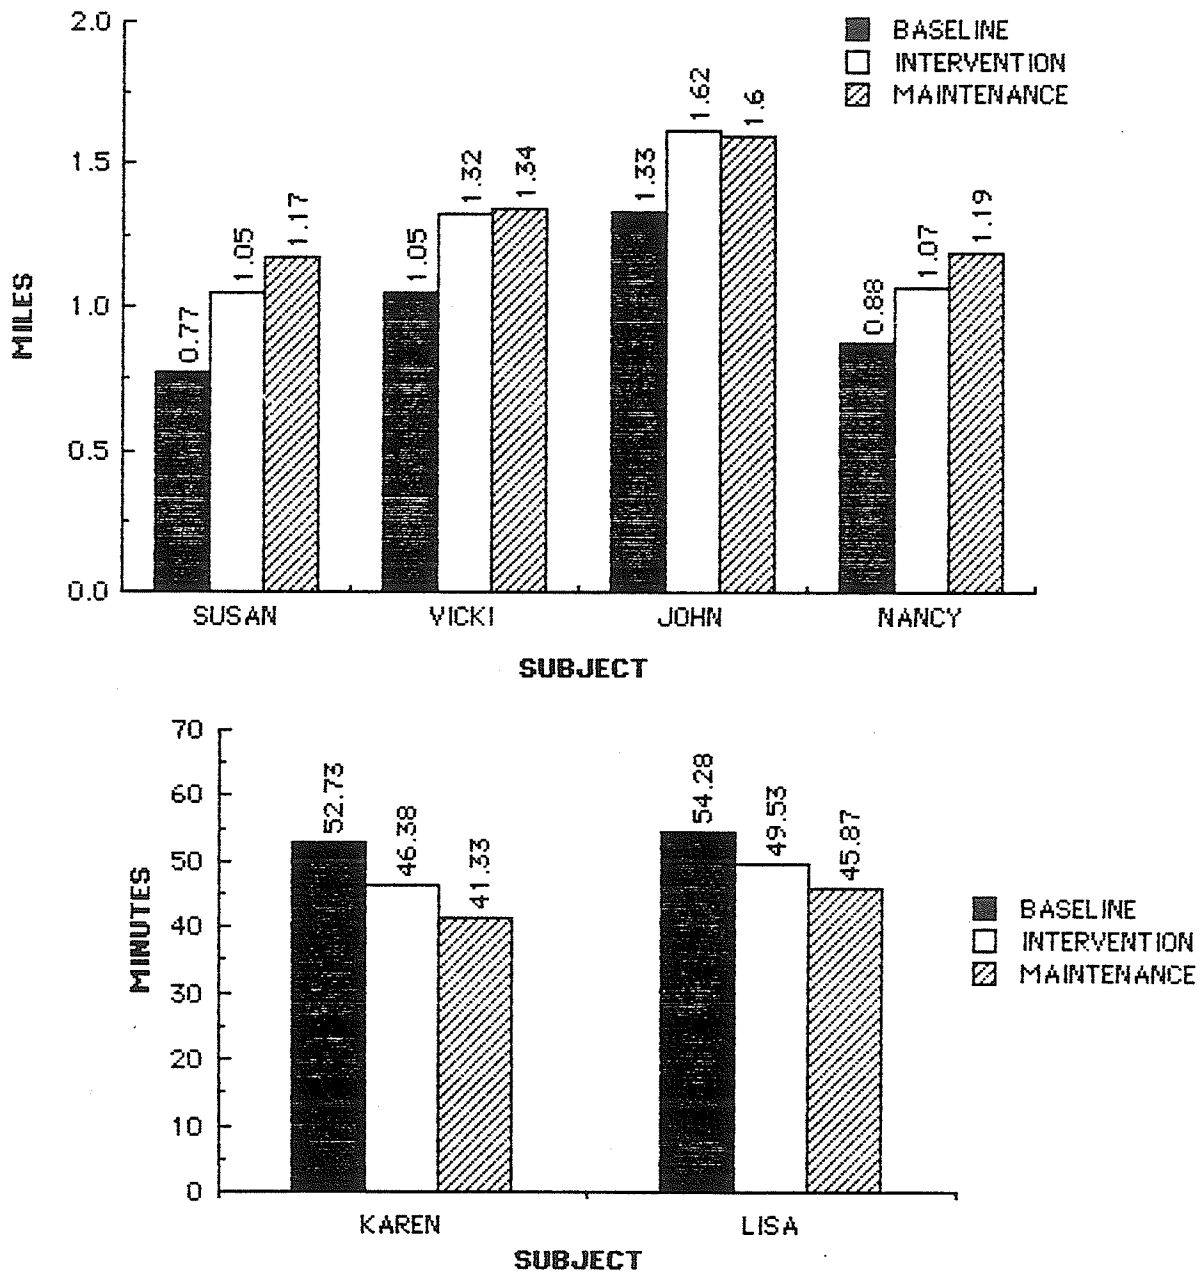 2.0
1.5
1.0
0.5
0.0
MILES
BASELINE
INTERVENTION
MAINTENANCE
0.77
1.05
1.17
1.05
1.32
1.34
1.33
1.62
1.6
0.88
1.07
1.19
SUSAN VICKI JOHN NANCY
SUBJECT
70
60
50
40
30
20
10
0
MINUTES
52.73
46.38
41.33
54.28
49.53
45.87
BASELINE
INTERVENTION
MAINTENANCE
KAREN LISA
SUBJECT